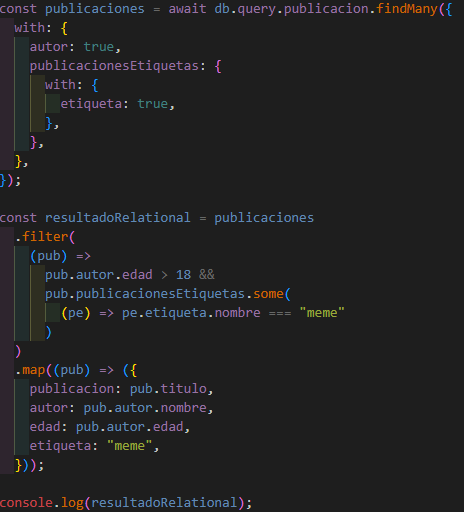 const publicaciones = await db.query.publicacion.findMany({
  with: {
    autor: true,
    publicacionesEtiquetas: {
      with: {
        etiqueta: true,
      },
    },
  },
});

const resultadoRelational = publicaciones
  .filter(
    (pub) =>
      pub.autor.edad > 18 &&
      pub.publicacionesEtiquetas.some(
        (pe) => pe.etiqueta.nombre === "meme"
      )
  )
  .map((pub) => ({
    publicacion: pub.titulo,
    autor: pub.autor.nombre,
    edad: pub.autor.edad,
    etiqueta: "meme",
  }));

console.log(resultadoRelational);